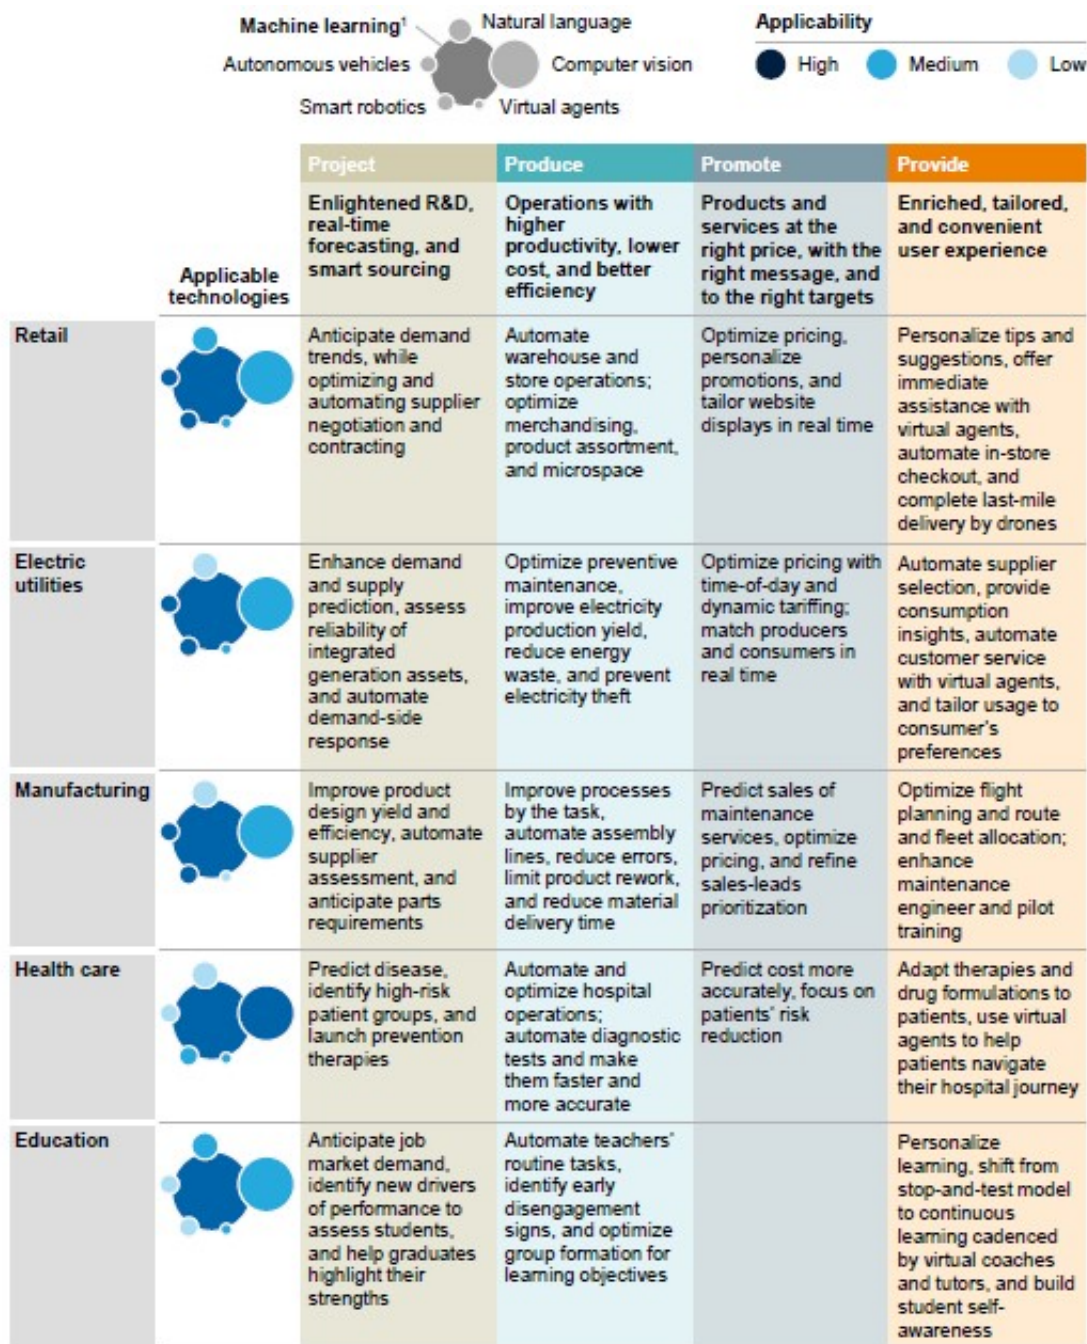 Machine learning¹
Natural language
Autonomous vehicles
Computer vision
Smart robotics
Virtual agents
Applicability
High
Medium
Low
Applicable
technologies
Project
Enlightened R&D,
real-time
forecasting, and
smart sourcing
Produce
Operations with
higher
productivity, lower
cost, and better
efficiency
Promote
Products and
services at the
right price, with the
right message, and
to the right targets
Provide
Enriched, tailored,
and convenient
user experience
Retail
Anticipate demand
trends, while
optimizing and
automating supplier
negotiation and
contracting
Automate
warehouse and
store operations;
optimize
merchandising,
product assortment,
and microspace
Optimize pricing,
personalize
promotions, and
tailor website
displays in real time
Personalize tips and
suggestions, offer
immediate
assistance with
virtual agents,
automate in-store
checkout, and
complete last-mile
delivery by drones
Electric
utilities
Enhance demand
and supply
prediction, assess
reliability of
integrated
generation assets,
and automate
demand-side
response
Optimize preventive
maintenance,
improve electricity
production yield,
reduce energy
waste, and prevent
electricity theft
Optimize pricing with
time-of-day and
dynamic tariffing;
match producers
and consumers in
real time
Automate supplier
selection, provide
consumption
insights, automate
customer service
with virtual agents,
and tailor usage to
consumer's
preferences
Manufacturing
Improve product
design yield and
efficiency, automate
supplier
assessment, and
anticipate parts
requirements
Improve processes
by the task,
automate assembly
lines, reduce errors,
limit product rework,
and reduce material
delivery time
Predict sales of
maintenance
services, optimize
pricing, and refine
sales-leads
prioritization
Optimize flight
planning and route
and fleet allocation;
enhance
maintenance
engineer and pilot
training
Health care
Predict disease,
identify high-risk
patient groups, and
launch prevention
therapies
Automate and
optimize hospital
operations;
automate diagnostic
tests and make
them faster and
more accurate
Predict cost more
accurately, focus on
patients' risk
reduction
Adapt therapies and
drug formulations to
patients, use virtual
agents to help
patients navigate
their hospital journey
Education
Anticipate job
market demand,
identify new drivers
of performance to
assess students,
and help graduates
highlight their
strengths
Automate teachers'
routine tasks,
identify early
disengagement
signs, and optimize
group formation for
learning objectives
Personalize
learning, shift from
stop-and-test model
to continuous
learning cadenced
by virtual coaches
and tutors, and build
student self-
awareness